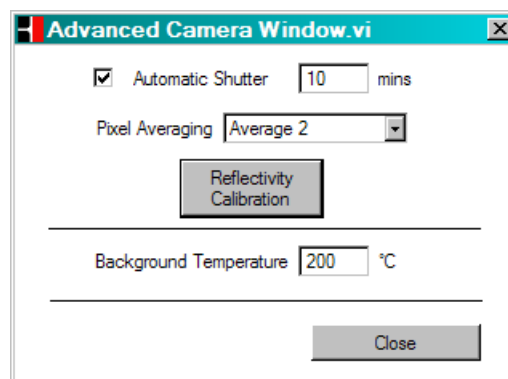 Advanced Camera Window.vi
Automatic Shutter 10 mins
Pixel Averaging Average 2
Reflectivity
Calibration
Background Temperature 200 °C
Close